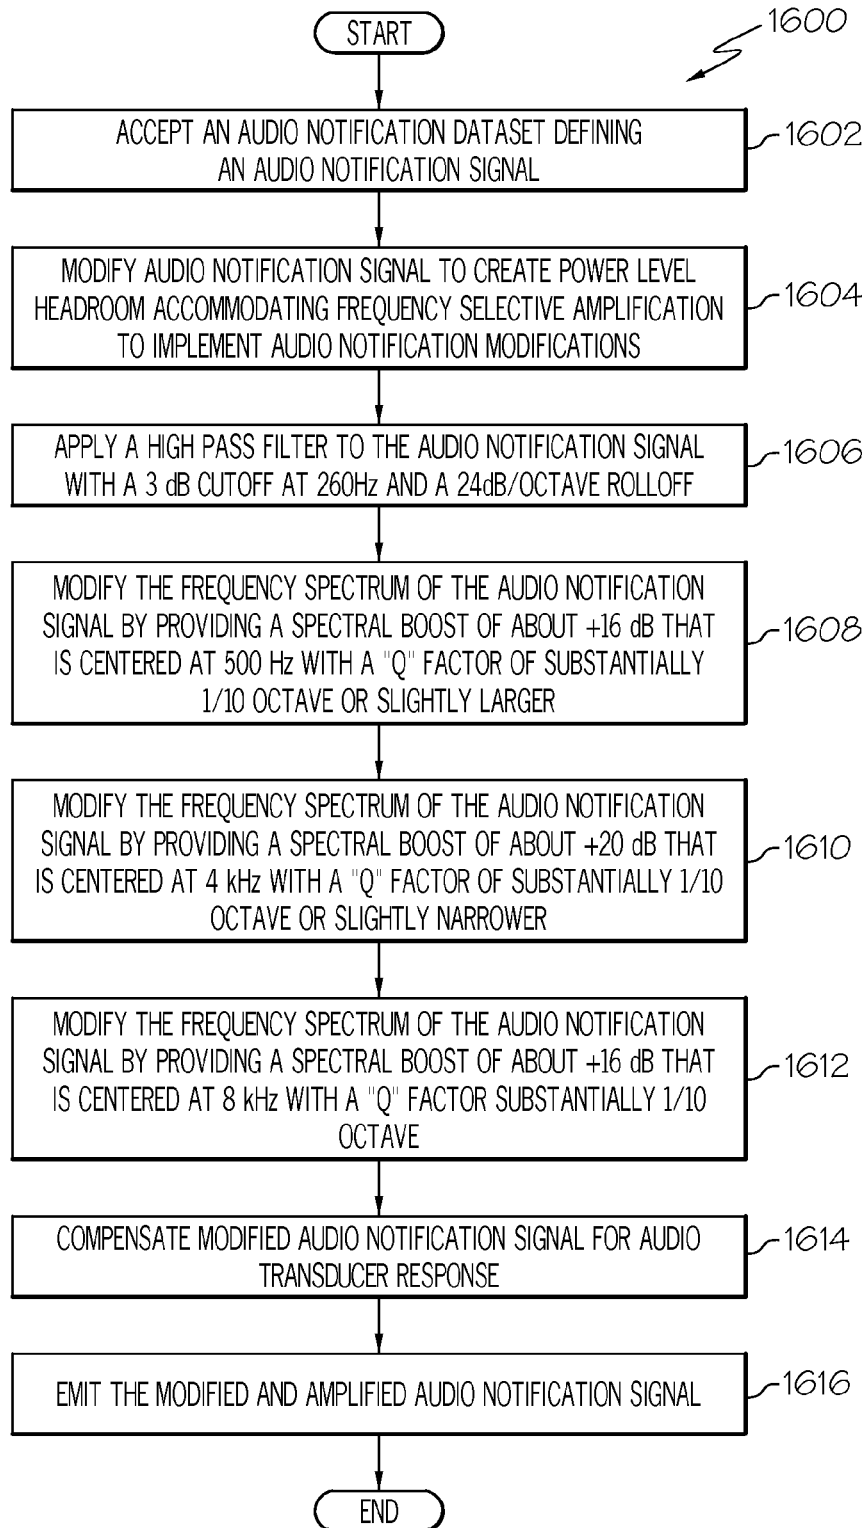 START
1600
ACCEPT AN AUDIO NOTIFICATION DATASET DEFINING
AN AUDIO NOTIFICATION SIGNAL
1602
MODIFY AUDIO NOTIFICATION SIGNAL TO CREATE POWER LEVEL
HEADROOM ACCOMMODATING FREQUENCY SELECTIVE AMPLIFICATION
TO IMPLEMENT AUDIO NOTIFICATION MODIFICATIONS
1604
APPLY A HIGH PASS FILTER TO THE AUDIO NOTIFICATION SIGNAL
WITH A 3 dB CUTOFF AT 260Hz AND A 24dB/OCTAVE ROLLOFF
1606
MODIFY THE FREQUENCY SPECTRUM OF THE AUDIO NOTIFICATION
SIGNAL BY PROVIDING A SPECTRAL BOOST OF ABOUT +16 dB THAT
IS CENTERED AT 500 Hz WITH A "Q" FACTOR OF SUBSTANTIALLY
1/10 OCTAVE OR SLIGHTLY LARGER
1608
MODIFY THE FREQUENCY SPECTRUM OF THE AUDIO NOTIFICATION
SIGNAL BY PROVIDING A SPECTRAL BOOST OF ABOUT +20 dB THAT
IS CENTERED AT 4 kHz WITH A "Q" FACTOR OF SUBSTANTIALLY 1/10
OCTAVE OR SLIGHTLY NARROWER
1610
MODIFY THE FREQUENCY SPECTRUM OF THE AUDIO NOTIFICATION
SIGNAL BY PROVIDING A SPECTRAL BOOST OF ABOUT +16 dB THAT
IS CENTERED AT 8 kHz WITH A "Q" FACTOR SUBSTANTIALLY 1/10
OCTAVE
1612
COMPENSATE MODIFIED AUDIO NOTIFICATION SIGNAL FOR AUDIO
TRANSDUCER RESPONSE
1614
EMIT THE MODIFIED AND AMPLIFIED AUDIO NOTIFICATION SIGNAL
1616
END